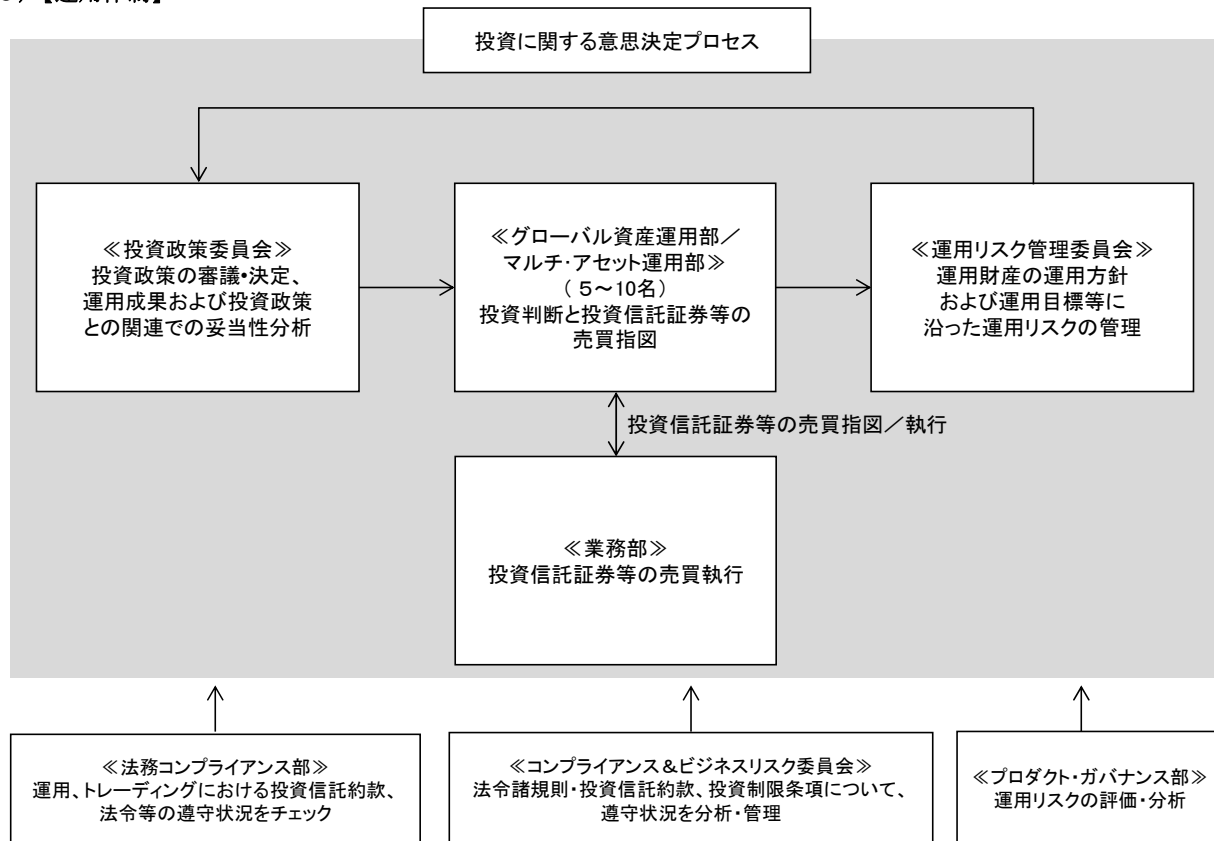 【運用体制】
投資に関する意思決定プロセス
≪投資政策委員会≫
投資政策の審議・決定、
運用成果および投資政策
との関連での妥当性分析
≪グローバル資産運用部／
マルチ・アセット運用部≫
（ 5～10名）
投資判断と投資信託証券等の
売買指図
≪運用リスク管理委員会≫
運用財産の運用方針
および運用目標等に
沿った運用リスクの管理
投資信託証券等の売買指図／執行
≪業務部≫
投資信託証券等の売買執行
≪法務コンプライアンス部≫
運用、トレーディングにおける投資信託約款、
法令等の遵守状況をチェック
≪コンプライアンス＆ビジネスリスク委員会≫
法令諸規則・投資信託約款、投資制限条項について、
遵守状況を分析・管理
≪プロダクト・ガバナンス部≫
運用リスクの評価・分析